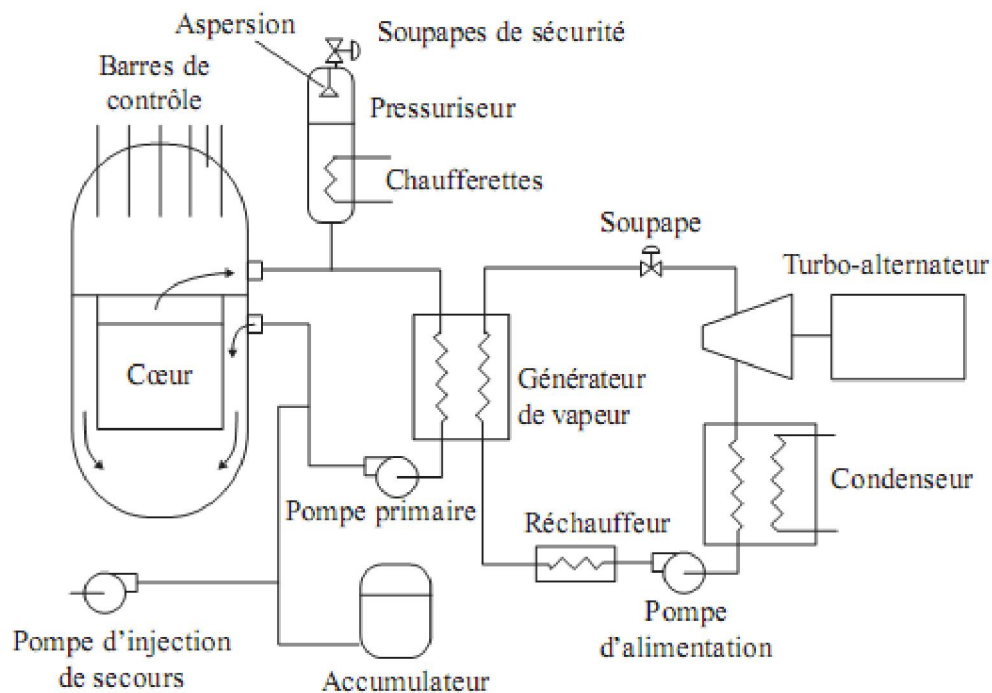 Aspersion
Soupapes de sécurité
Barres de
contrôle
Pressuriseur
Chaufferettes
Soupape
Turbo-alternateur
Cœur
Générateur
de vapeur
Condenseur
Pompe primaire
Réchauffeur
Pompe
d'alimentation
Pompe d'injection
de secours
Accumulateur